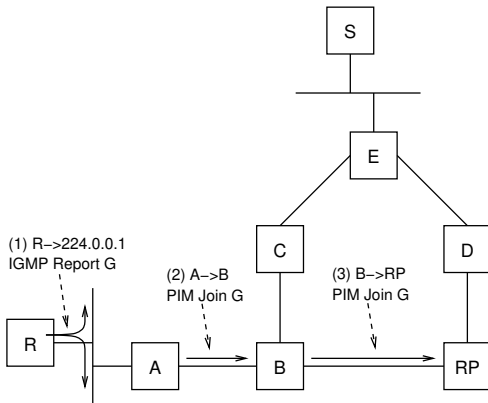 S
E
(1) R->224.0.0.1
IGMP Report G
C
D
(2) A->B
PIM Join G
(3) B->RP
PIM Join G
R
A
B
RP